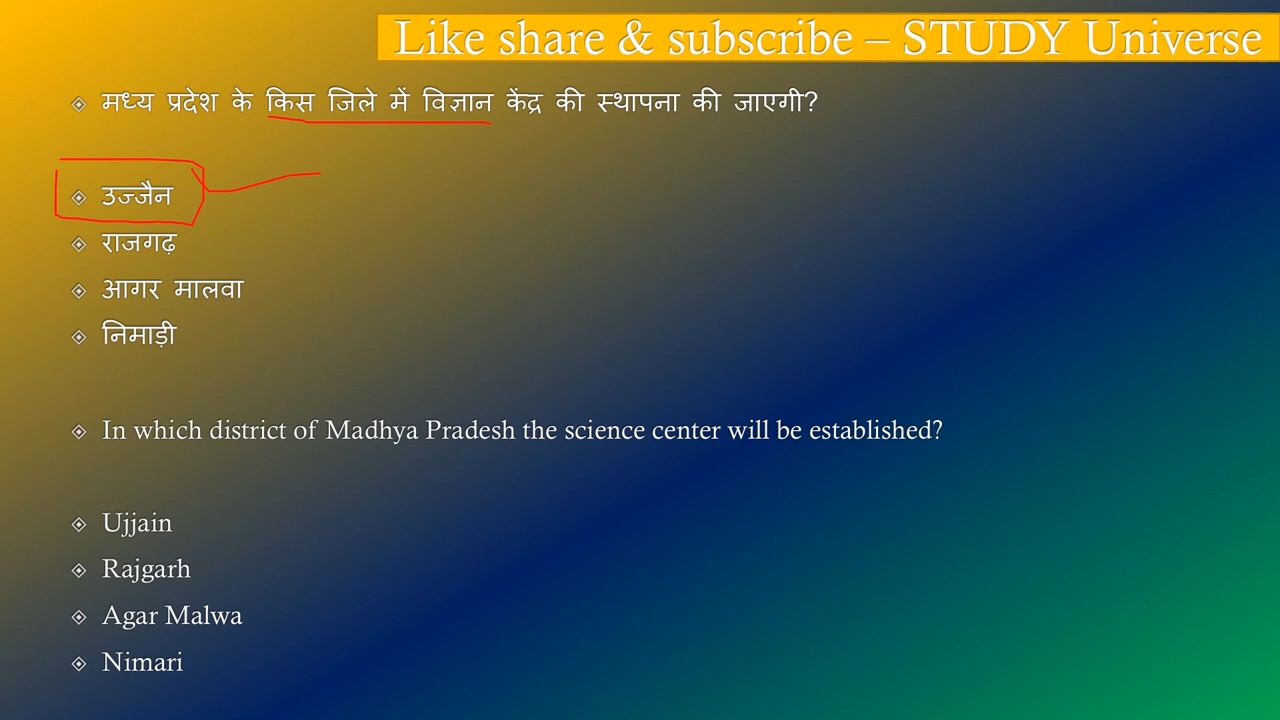 Like share & subscribe – STUDY Universe
मध्य प्रदेश के किस जिले में विज्ञान केंद्र की स्थापना की जाएगी?
उज्जैन
राजगढ़
आगर मालवा
निमाड़ी
In which district of Madhya Pradesh the science center will be established?
Ujjain
Rajgarh
Agar Malwa
Nimari